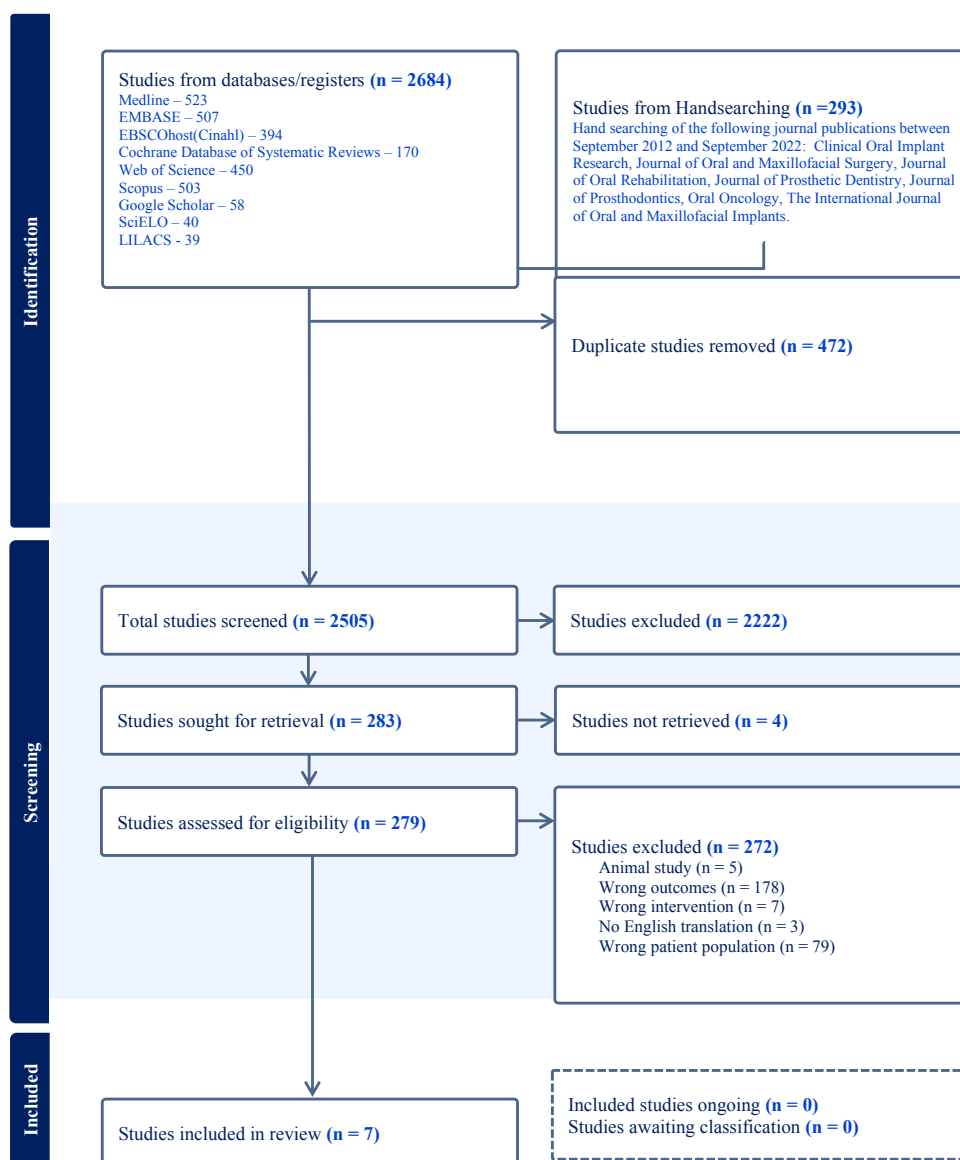 Identification
Studies from databases/registers (n = 2684)
Medline – 523
EMBASE – 507
EBSCOhost(Cinahl) – 394
Cochrane Database of Systematic Reviews – 170
Web of Science – 450
Scopus – 503
Google Scholar – 58
SciELO – 40
LILACS - 39
Studies from Handsearching (n =293)
Hand searching of the following journal publications between
September 2012 and September 2022: Clinical Oral Implant
Research, Journal of Oral and Maxillofacial Surgery, Journal
of Oral Rehabilitation, Journal of Prosthetic Dentistry, Journal
of Prosthodontics, Oral Oncology, The International Journal
of Oral and Maxillofacial Implants.
Duplicate studies removed (n = 472)
Screening
Total studies screened (n = 2505)
Studies excluded (n = 2222)
Studies sought for retrieval (n = 283)
Studies not retrieved (n = 4)
Studies assessed for eligibility (n = 279)
Studies excluded (n = 272)
Animal study (n = 5)
Wrong outcomes (n = 178)
Wrong intervention (n = 7)
No English translation (n = 3)
Wrong patient population (n = 79)
Included
Studies included in review (n = 7)
Included studies ongoing (n = 0)
Studies awaiting classification (n = 0)